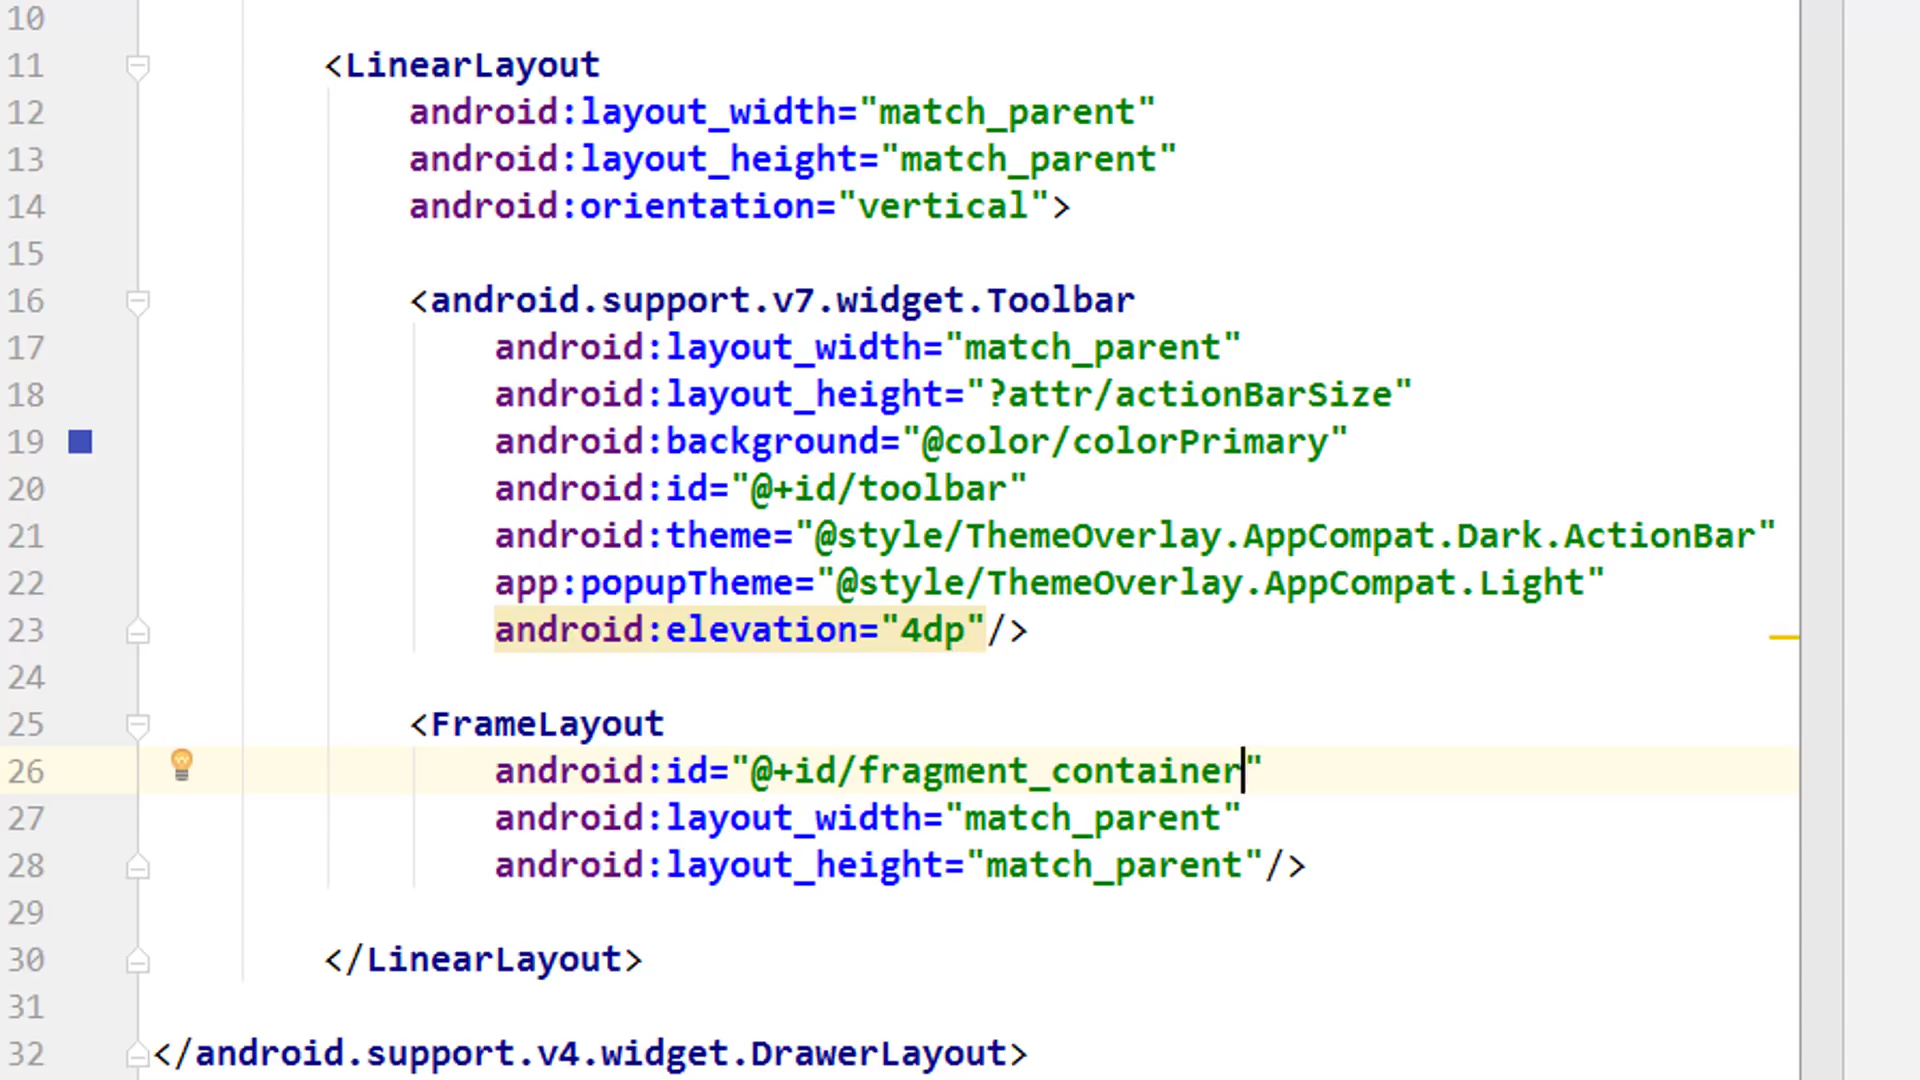 10
11 <LinearLayout
12 android:layout_width="match_parent"
13 android:layout_height="match_parent"
14 android:orientation="vertical">
15
16 <android.support.v7.widget.Toolbar
17 android:layout_width="match_parent"
18 android:layout_height="?attr/actionBarSize"
19 android:background="@color/colorPrimary"
20 android:id="@+id/toolbar"
21 android:theme="@style/ThemeOverlay.AppCompat.Dark.ActionBar"
22 app:popupTheme="@style/ThemeOverlay.AppCompat.Light"
23 android:elevation="4dp"/>
24
25 <FrameLayout
26 android:id="@+id/fragment_container"
27 android:layout_width="match_parent"
28 android:layout_height="match_parent"/>
29
30 </LinearLayout>
31
32 </android.support.v4.widget.DrawerLayout>